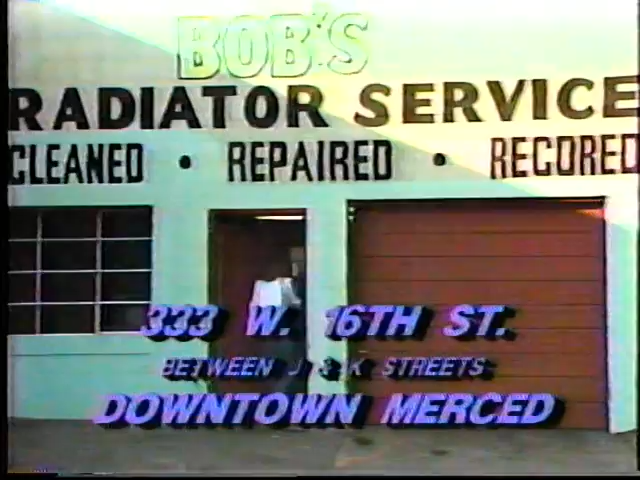 BOB'S
RADIATOR SERVICE
CLEANED • REPAIRED • RECORED
333 W. 16TH ST.
BETWEEN J & K STREETS
DOWNTOWN MERCED